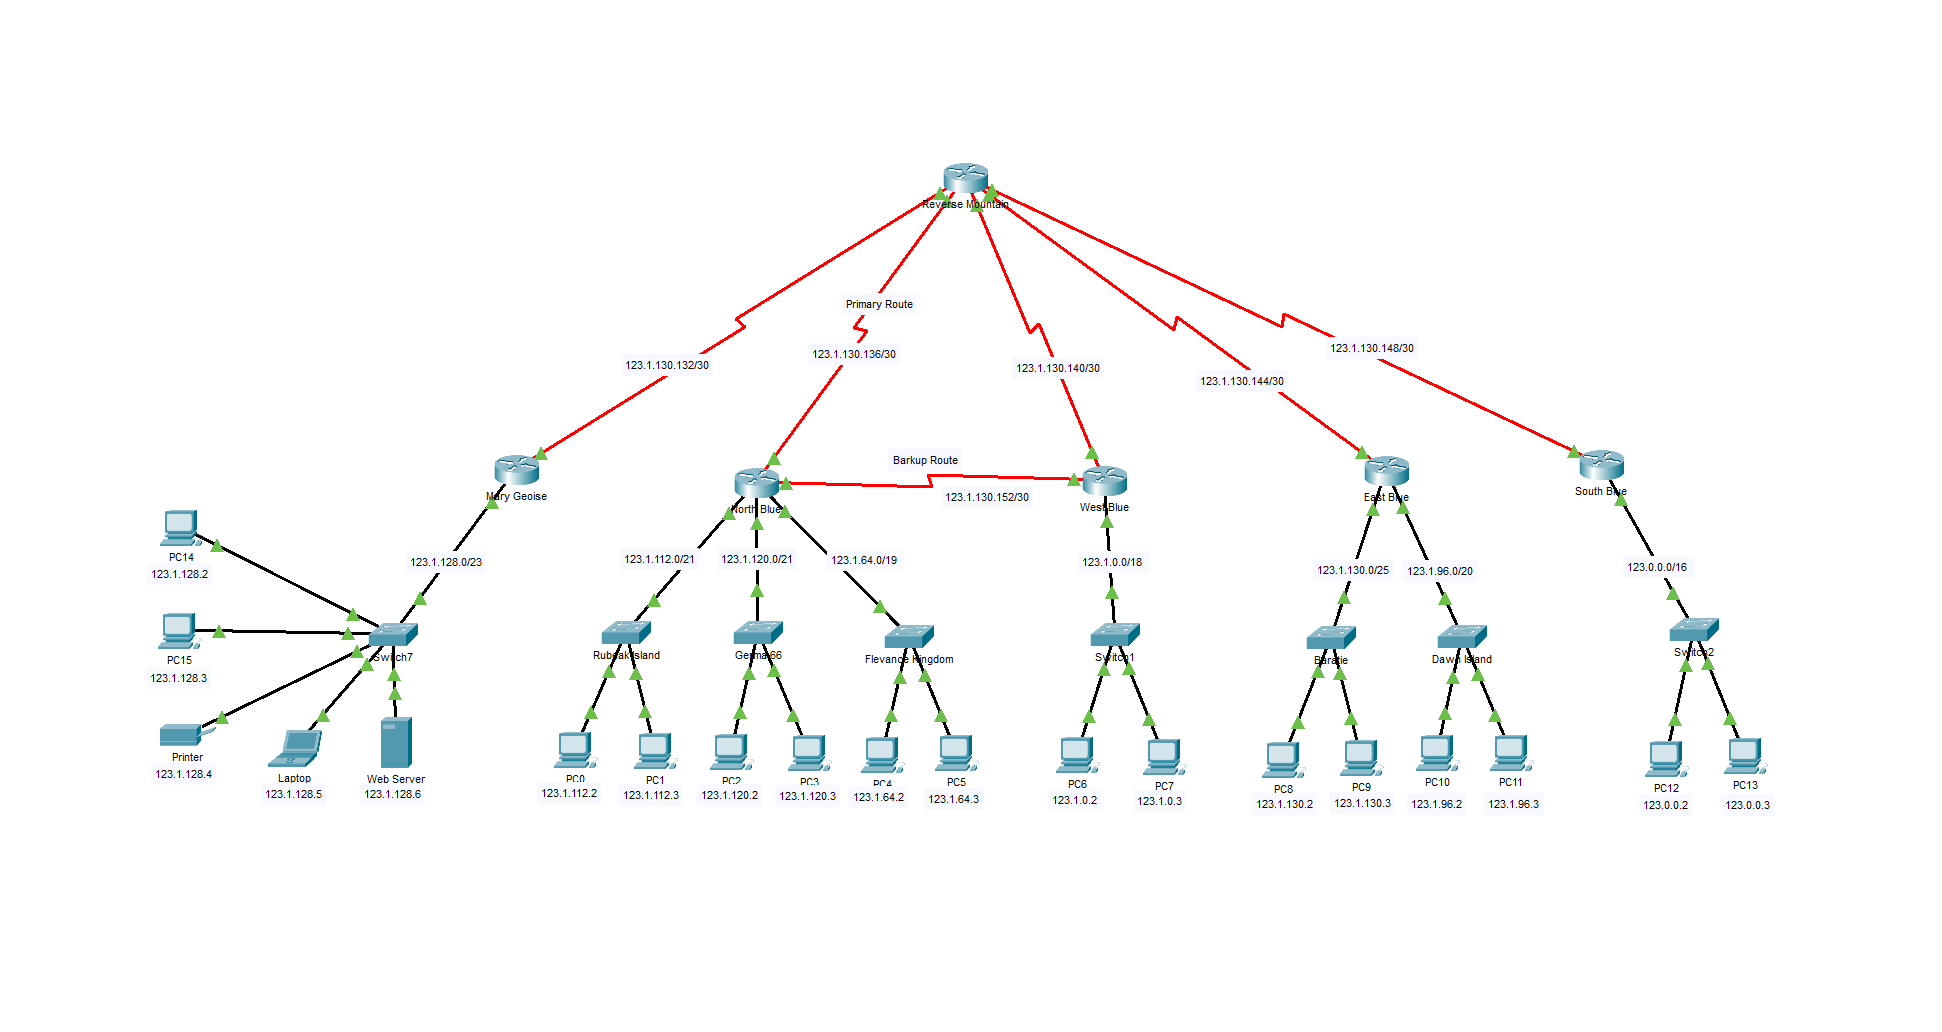 Reverse Mountain
Primary Route
123.1.130.132/30
123.1.130.136/30
123.1.130.140/30
123.1.130.144/30
123.1.130.148/30
Barkup Route
123.1.130.152/30
Mary Geoise
North Blue
West Blue
East Blue
South Blue
123.1.128.0/23
123.1.112.0/21
123.1.120.0/21
123.1.64.0/19
123.1.0.0/18
123.1.130.0/25
123.1.96.0/20
123.0.0.0/16
PC14
123.1.128.2
PC15
123.1.128.3
Printer
123.1.128.4
Laptop
123.1.128.5
Web Server
123.1.128.6
Switch7
Rubeak Island
Germa 66
Flevance Kingdom
Switch1
Baratie
Dawn Island
Switch2
PC0
123.1.112.2
PC1
123.1.112.3
PC2
123.1.120.2
PC3
123.1.120.3
PC4
123.1.64.2
PC5
123.1.64.3
PC6
123.1.0.2
PC7
123.1.0.3
PC8
123.1.130.2
PC9
123.1.130.3
PC10
123.1.96.2
PC11
123.1.96.3
PC12
123.0.0.2
PC13
123.0.0.3